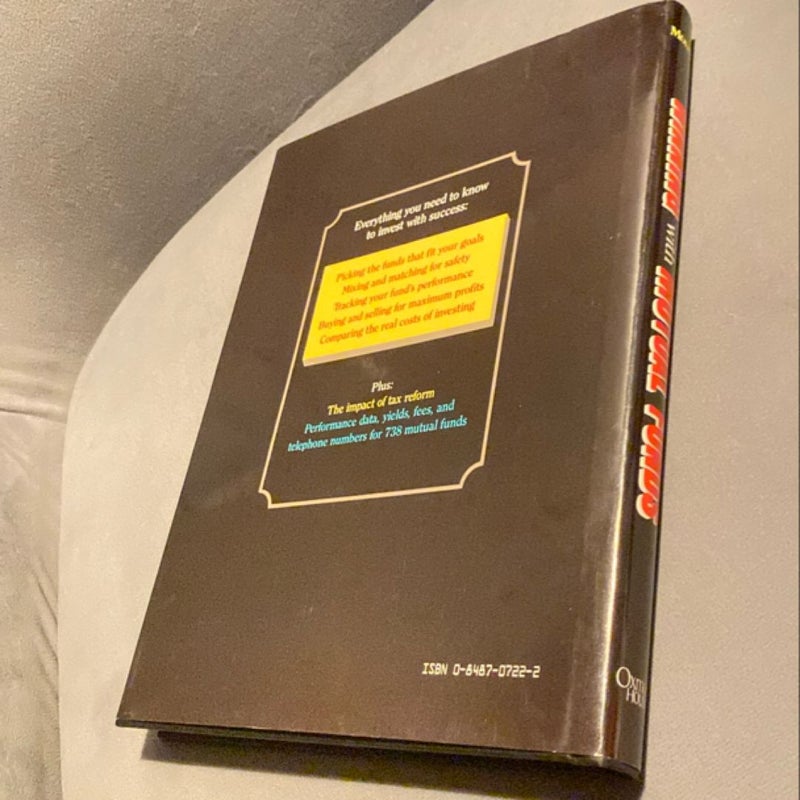 Everything you need to know
to invest with success:
Picking the funds that fit your goals
Mixing and matching for safety
Tracking your fund's performance
Buying and selling for maximum profits
Comparing the real costs of investing
Plus:
The impact of tax reform
Performance data, yields, fees, and
telephone numbers for 738 mutual funds
ISBN 0-8487-0722-2
WINNING WITH MUTUAL FUNDS